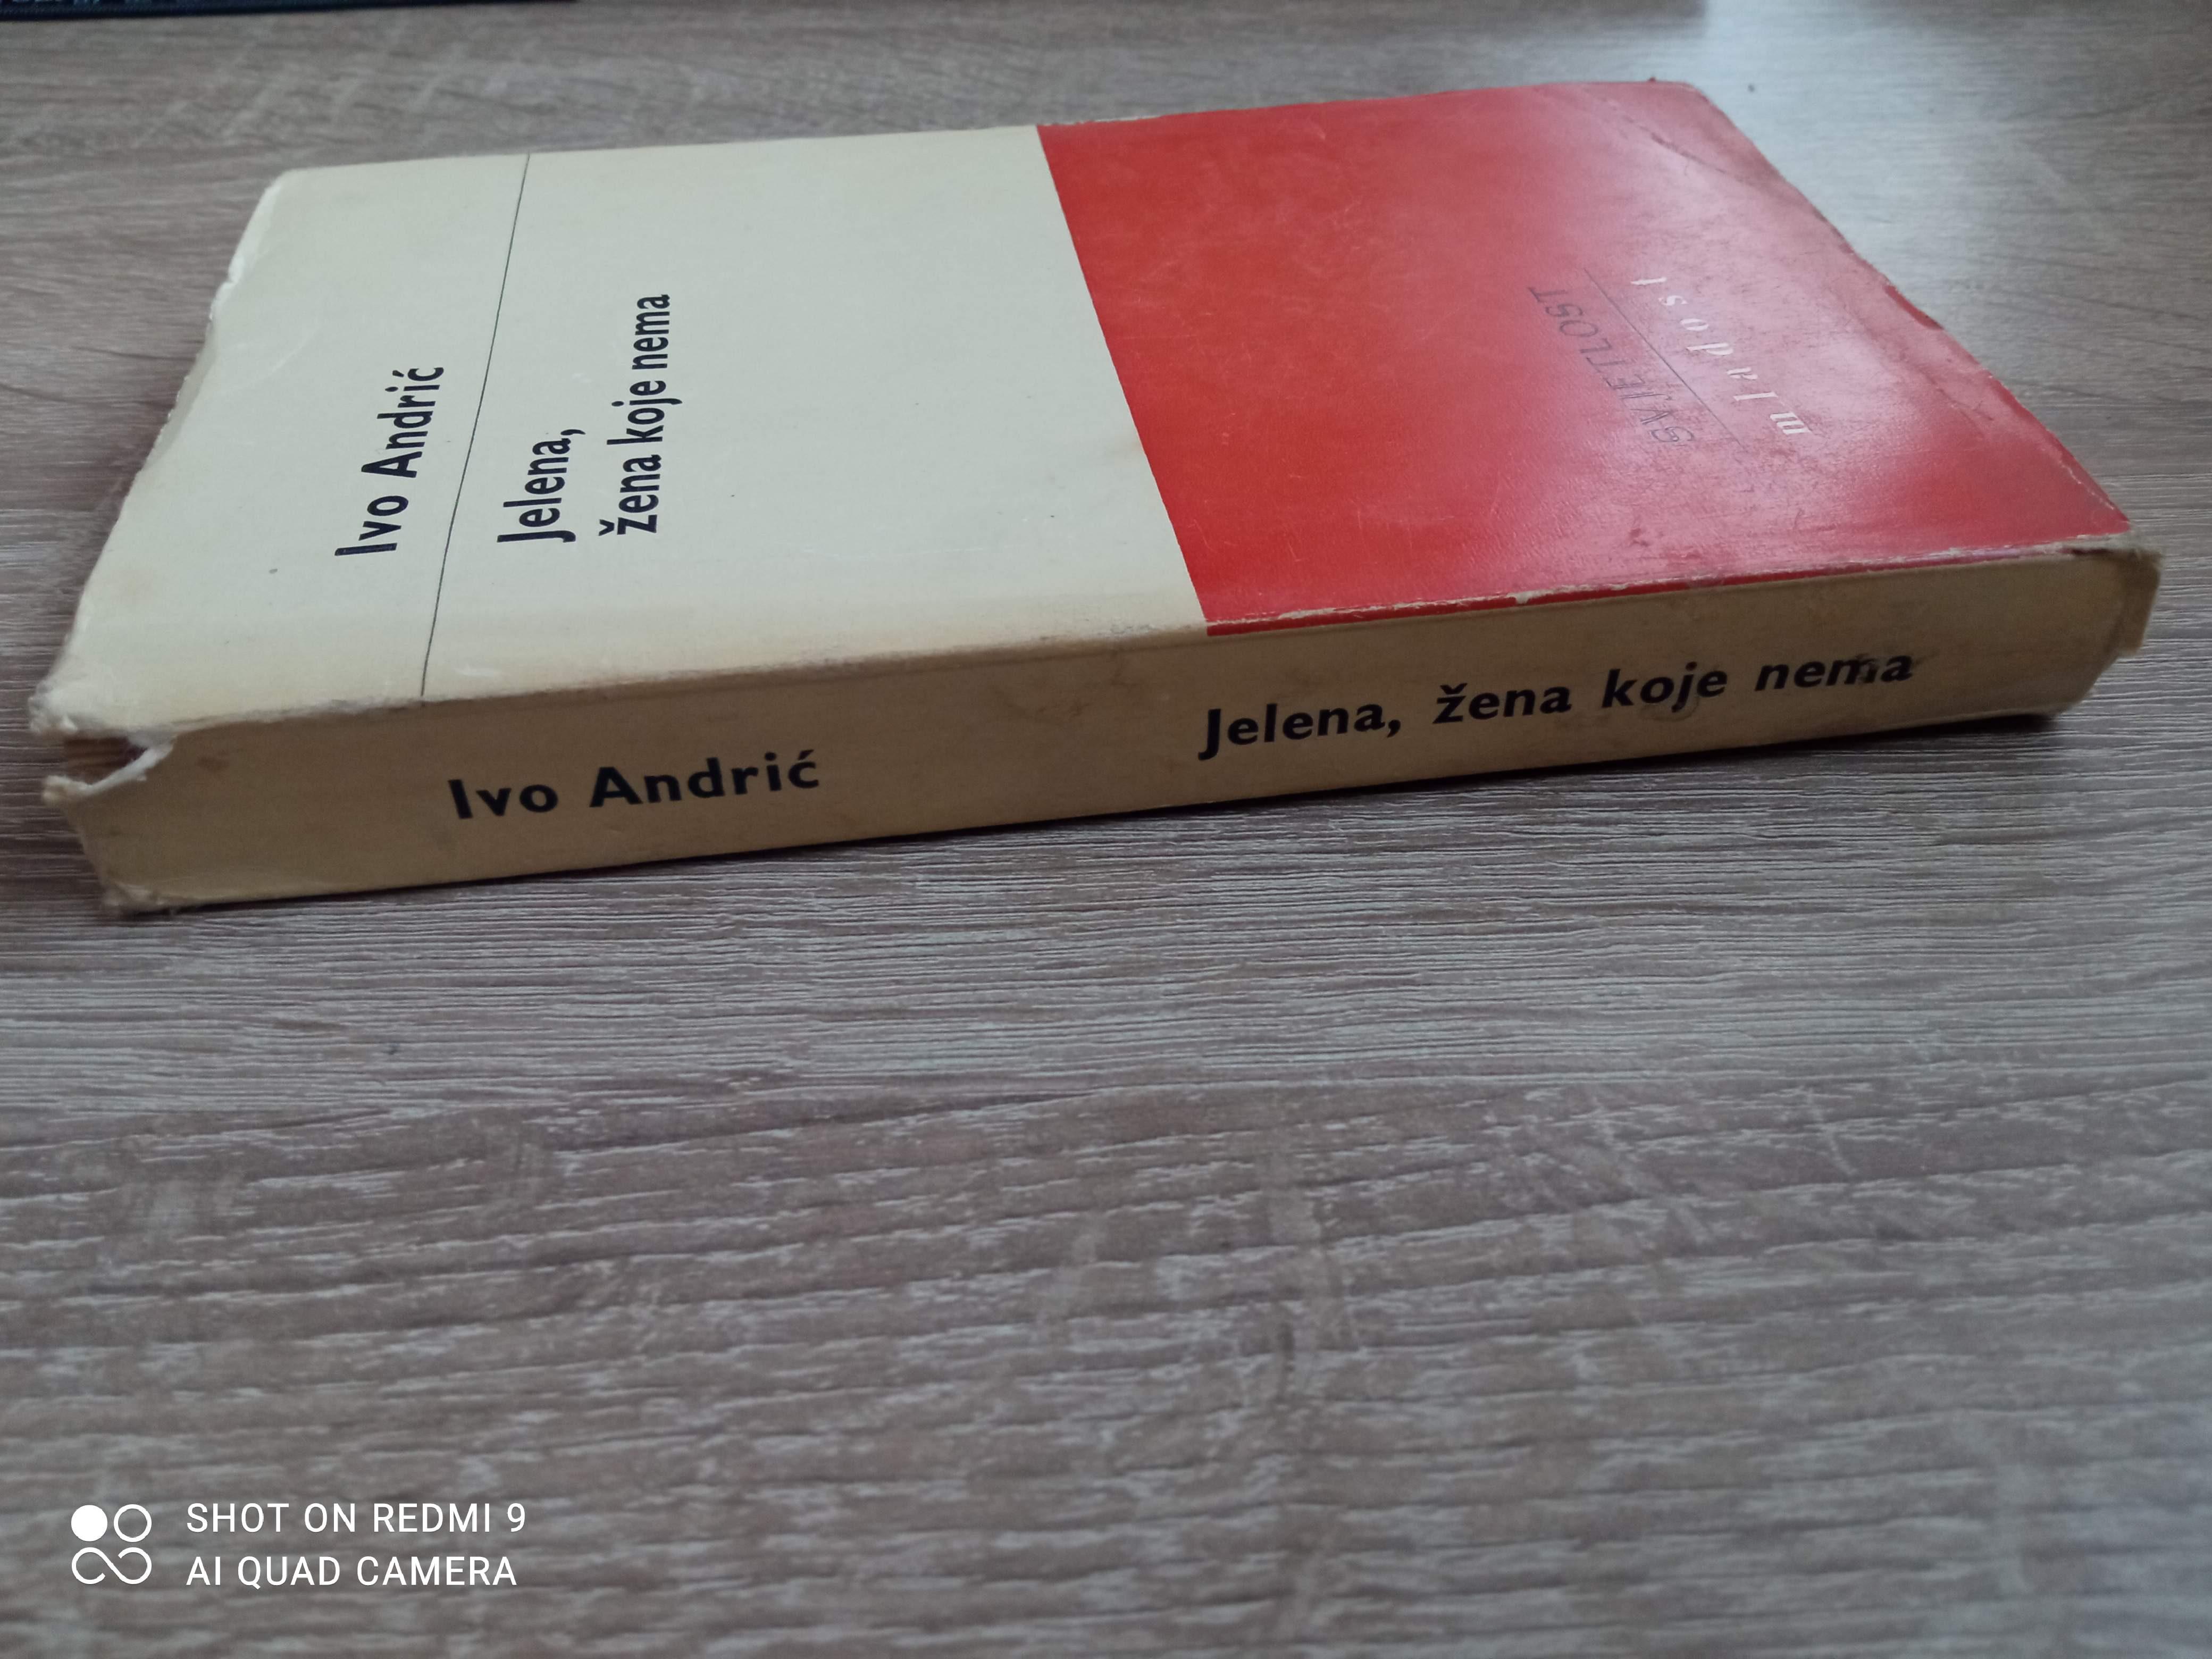 Ivo Andrić
Jelena,
žena koje nema
SVJETLOST
mladost
Ivo Andrić
Jelena, žena koje nema
SHOT ON REDMI 9
AI QUAD CAMERA